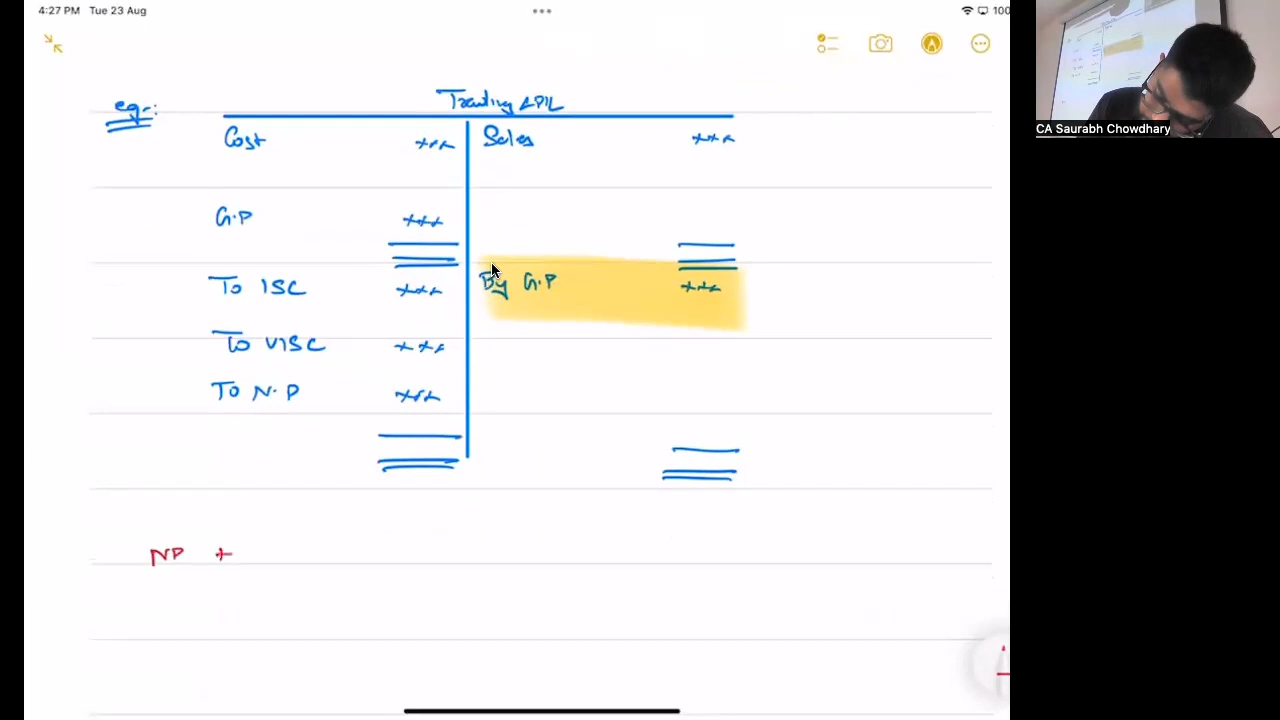 4:27 PM Tue 23 Aug
100
CA Saurabh Chowdhary
eg-:
Trading & P/L
Cost xxx Sales xxx
G.P xxx
To ISC xxx By G.P xxx
To VISC xxx
To N.P xxx
NP +